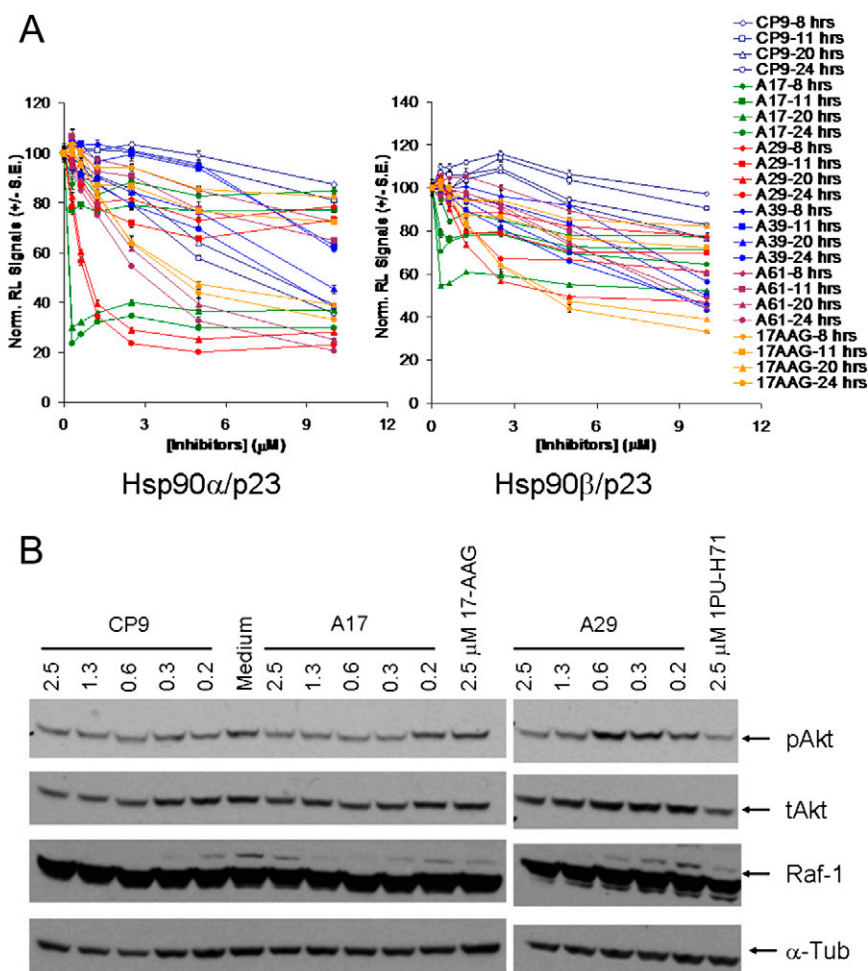 A
Norm. RL Signals (+/- S.E.)
120
100
80
60
40
20
0
0 3 6 9 12
[Inhibitors] (µM)
Hsp90α/p23
Norm. RL Signals (+/- S.E.)
140
120
100
80
60
40
20
0
0 3 6 9 12
[Inhibitors] (µM)
Hsp90β/p23
CP9-8 hrs
CP9-11 hrs
CP9-20 hrs
CP9-24 hrs
A17-8 hrs
A17-11 hrs
A17-20 hrs
A17-24 hrs
A29-8 hrs
A29-11 hrs
A29-20 hrs
A29-24 hrs
A39-8 hrs
A39-11 hrs
A39-20 hrs
A39-24 hrs
A61-8 hrs
A61-11 hrs
A61-20 hrs
A61-24 hrs
17AAG-8 hrs
17AAG-11 hrs
17AAG-20 hrs
17AAG-24 hrs
B
CP9
Medium
A17
2.5 µM 17-AAG
A29
2.5 µM 1PU-H71
2.5 1.3 0.6 0.3 0.2
2.5 1.3 0.6 0.3 0.2
2.5 1.3 0.6 0.3 0.2
pAkt
tAkt
Raf-1
α-Tub